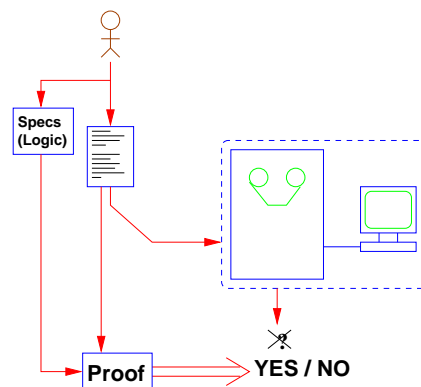 Specs
(Logic)
?
Proof
YES / NO